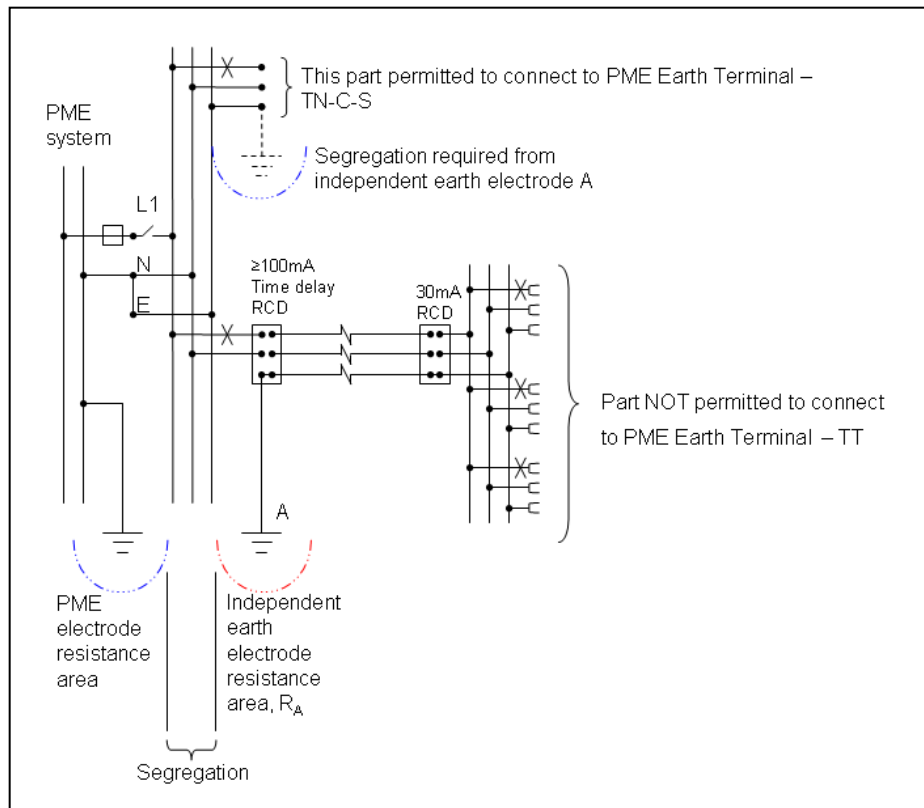 This part permitted to connect to PME Earth Terminal –
TN-C-S
PME
system
Segregation required from
independent earth electrode A
L1
N
E
≥100mA
Time delay
RCD
30mA
RCD
Part NOT permitted to connect
to PME Earth Terminal – TT
A
PME
electrode
resistance
area
Independent
earth
electrode
resistance
area, RA
Segregation